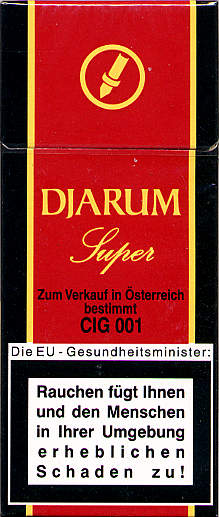 DJARUM
Super
Zum Verkauf in Österreich
bestimmt
CIG 001
Die EU - Gesundheitsminister:
Rauchen fügt Ihnen
und den Menschen
in Ihrer Umgebung
erheblichen
Schaden zu!